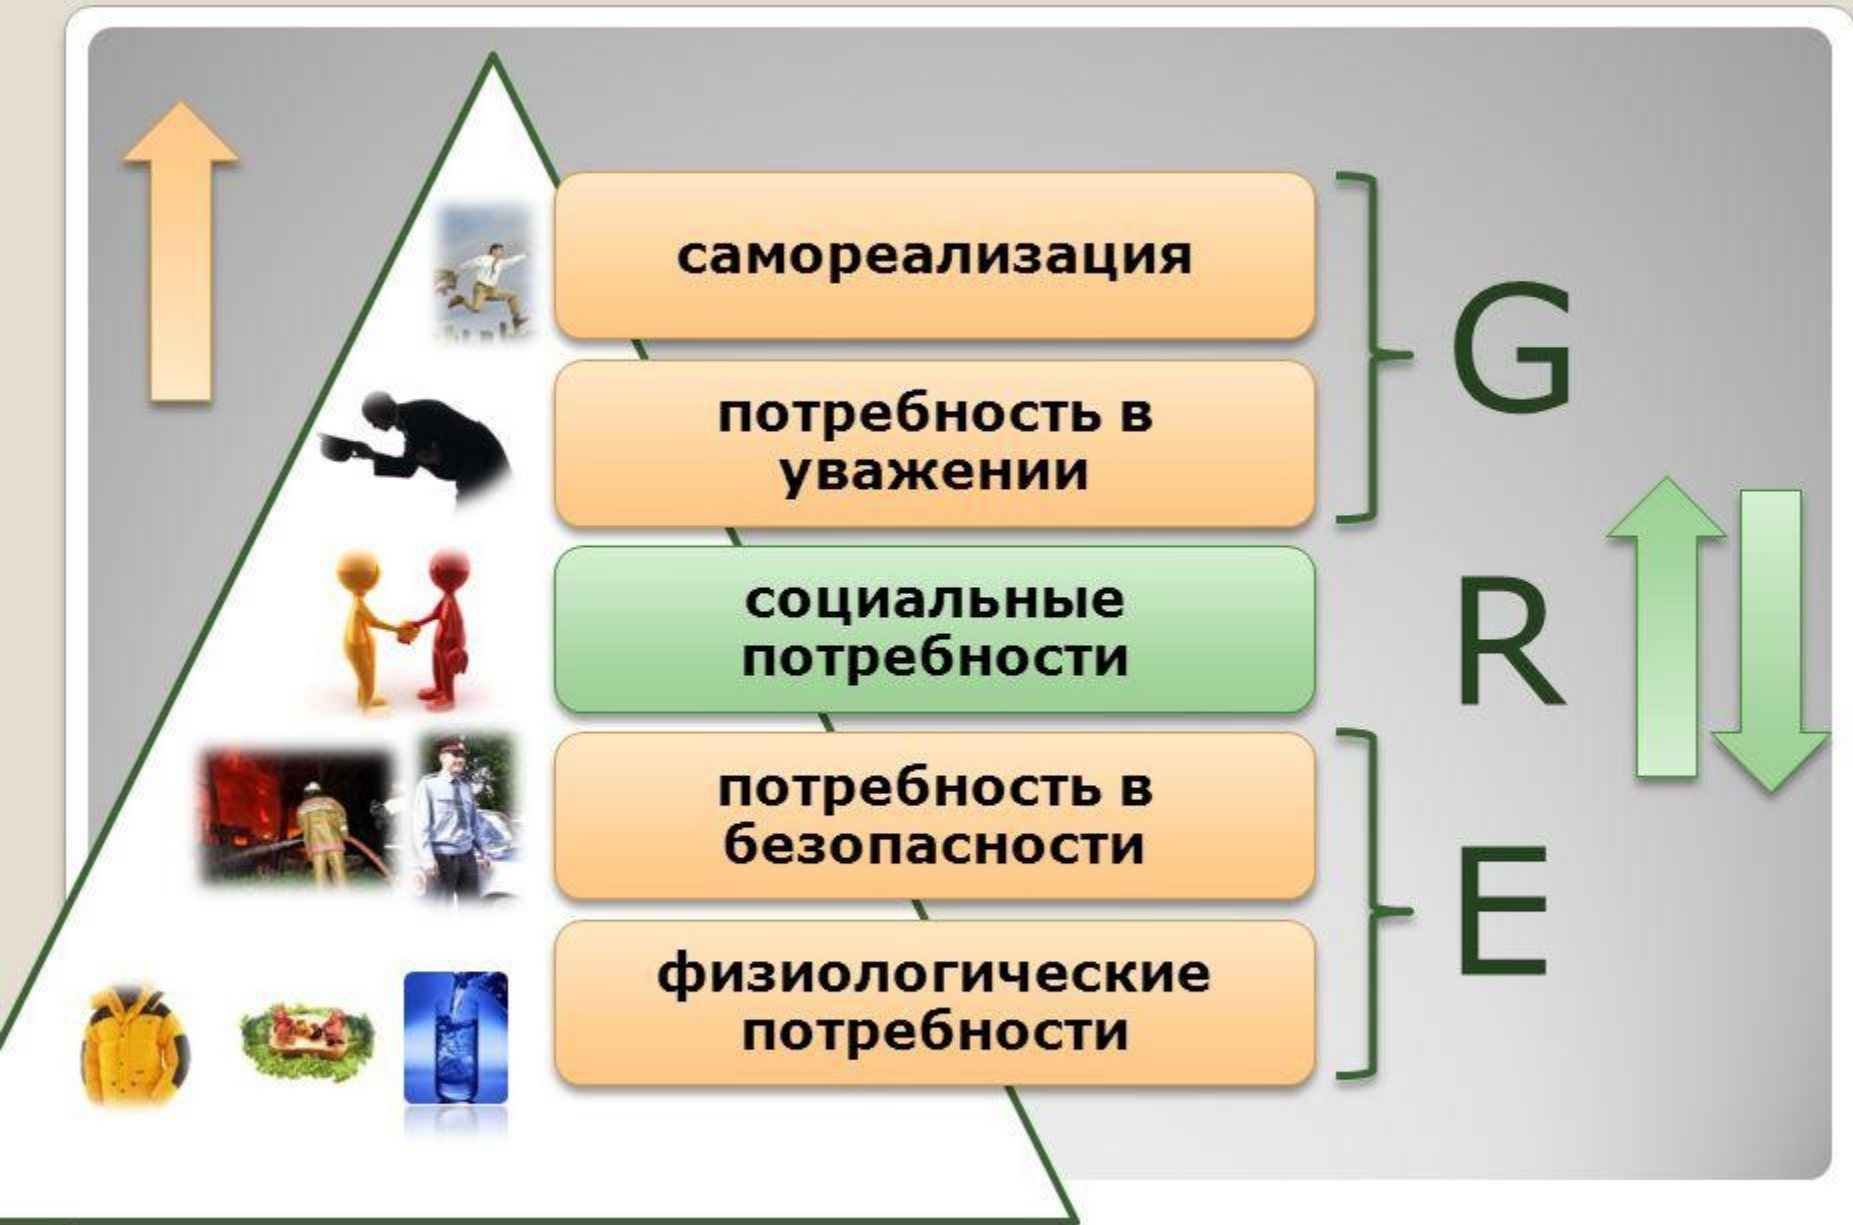 самореализация
потребность в
уважении
социальные
потребности
потребность в
безопасности
физиологические
потребности
G
R
E